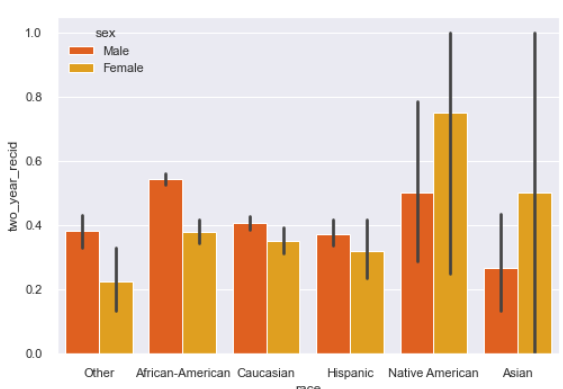 1.0
sex
Male
Female
0.8
0.6
two_year_recid
0.4
0.2
0.0
Other African-American Caucasian Hispanic Native American Asian
race